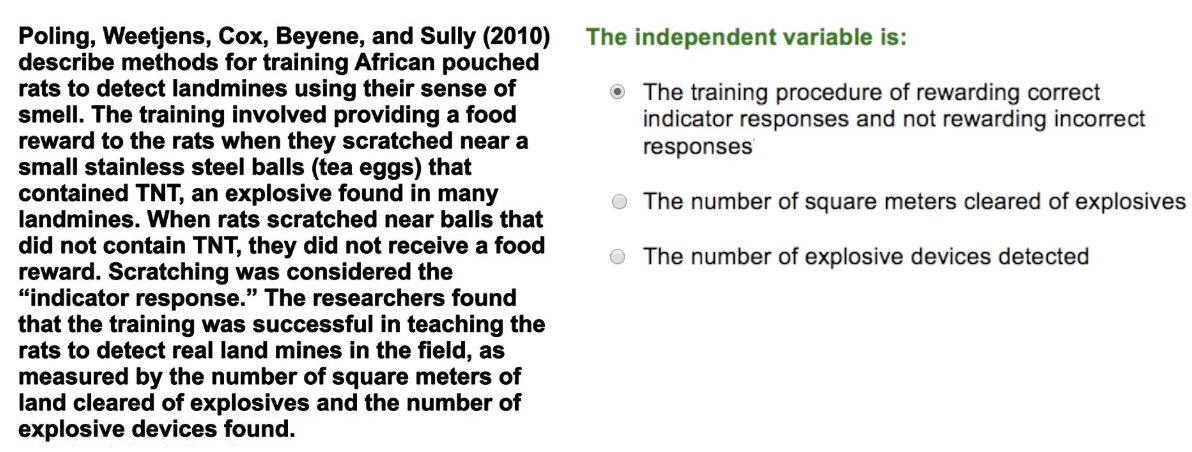 Poling, Weetjens, Cox, Beyene, and Sully (2010)
describe methods for training African pouched
rats to detect landmines using their sense of
smell. The training involved providing a food
reward to the rats when they scratched near a
small stainless steel balls (tea eggs) that
contained TNT, an explosive found in many
landmines. When rats scratched near balls that
did not contain TNT, they did not receive a food
reward. Scratching was considered the
“indicator response.” The researchers found
that the training was successful in teaching the
rats to detect real land mines in the field, as
measured by the number of square meters of
land cleared of explosives and the number of
explosive devices found.
The independent variable is:
The training procedure of rewarding correct
indicator responses and not rewarding incorrect
responses
The number of square meters cleared of explosives
The number of explosive devices detected